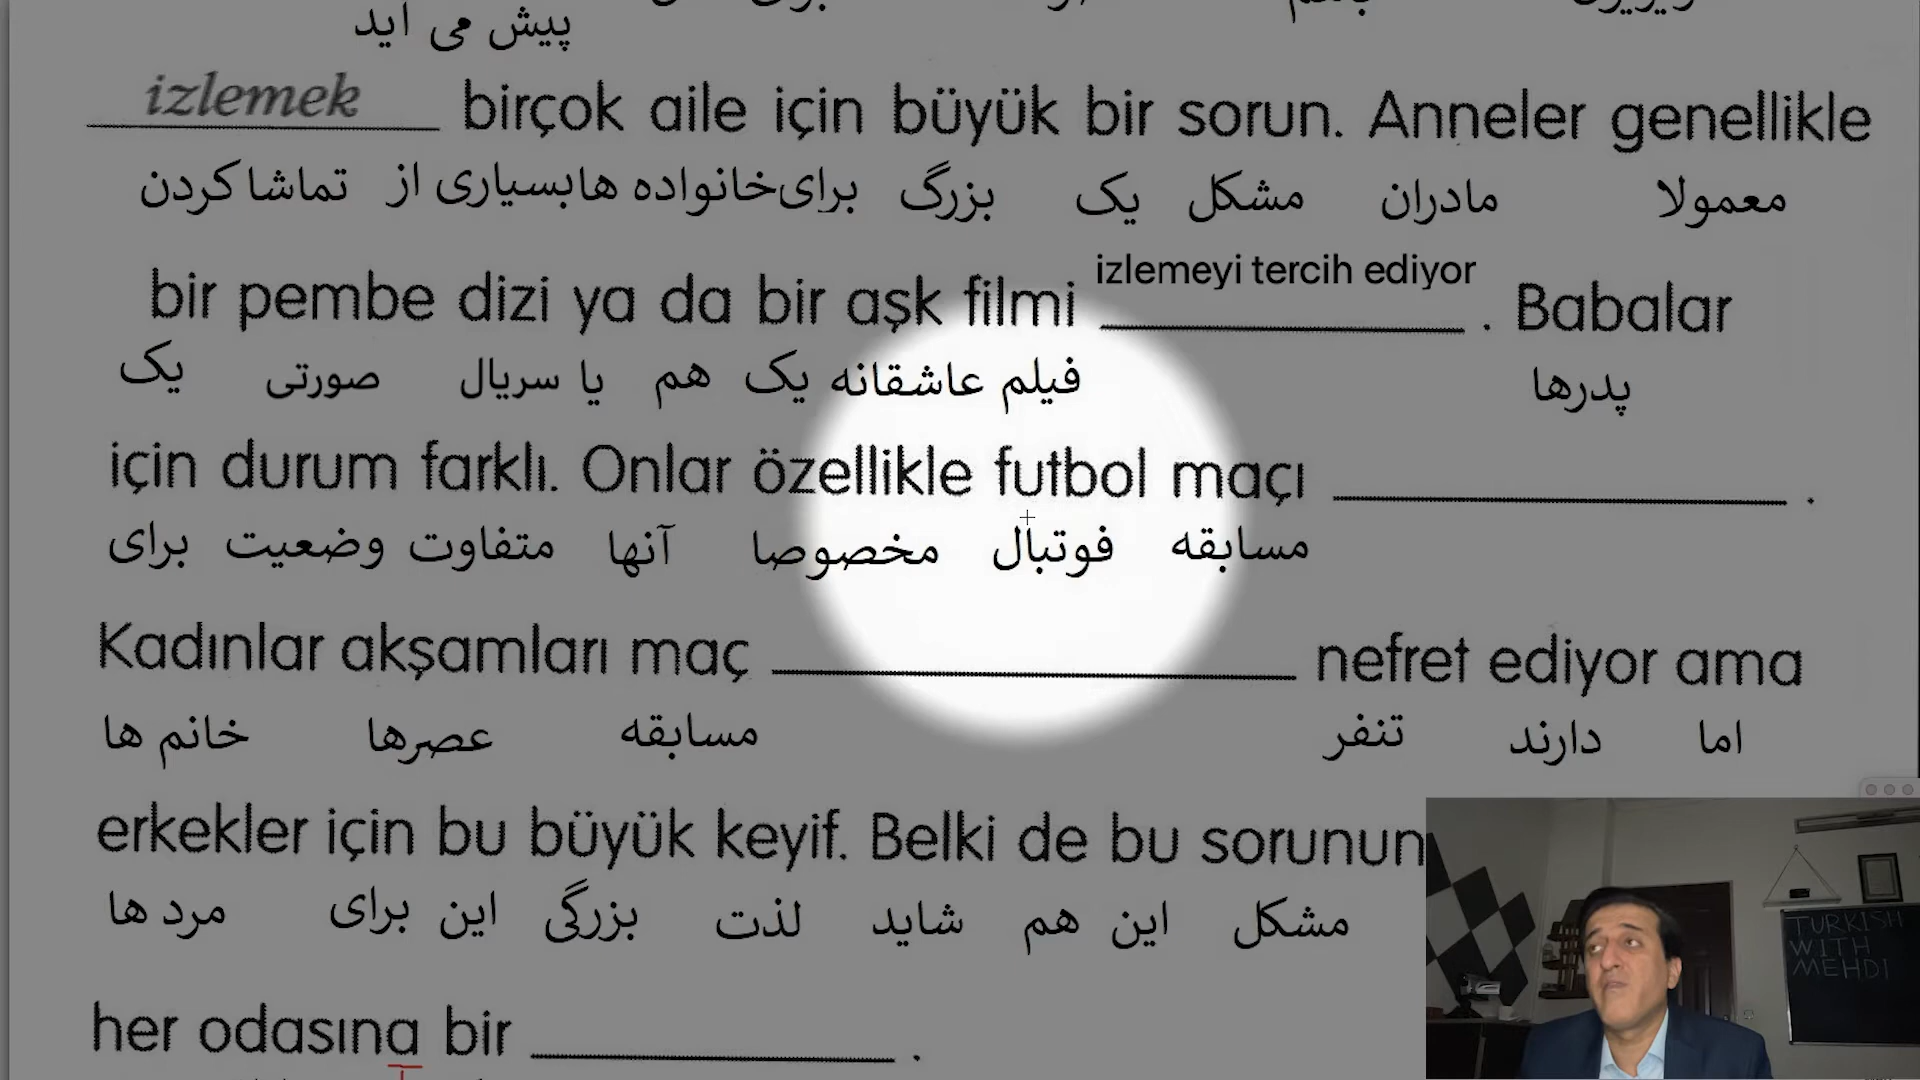 پیش می آید
izlemek birçok aile için büyük bir sorun. Anneler genellikle
تماشا کردن از بسیاری خانواده ها برای بزرگ یک مشکل مادران معمولا
izlemeyi tercih ediyor
bir pembe dizi ya da bir aşk filmi ____________ . Babalar
یک صورتی سریال یا هم یک فیلم عاشقانه پدرها
için durum farklı. Onlar özellikle futbol maçı ____________ .
برای وضعیت متفاوت آنها مخصوصا فوتبال مسابقه
Kadınlar akşamları maç ____________ nefret ediyor ama
خانم ها عصرها مسابقه تنفر دارند اما
erkekler için bu büyük keyif. Belki de bu sorunun
مرد ها برای این بزرگی لذت شاید هم این مشکل
her odasına bir ____________ .
TURKISH
WITH
MEHDI